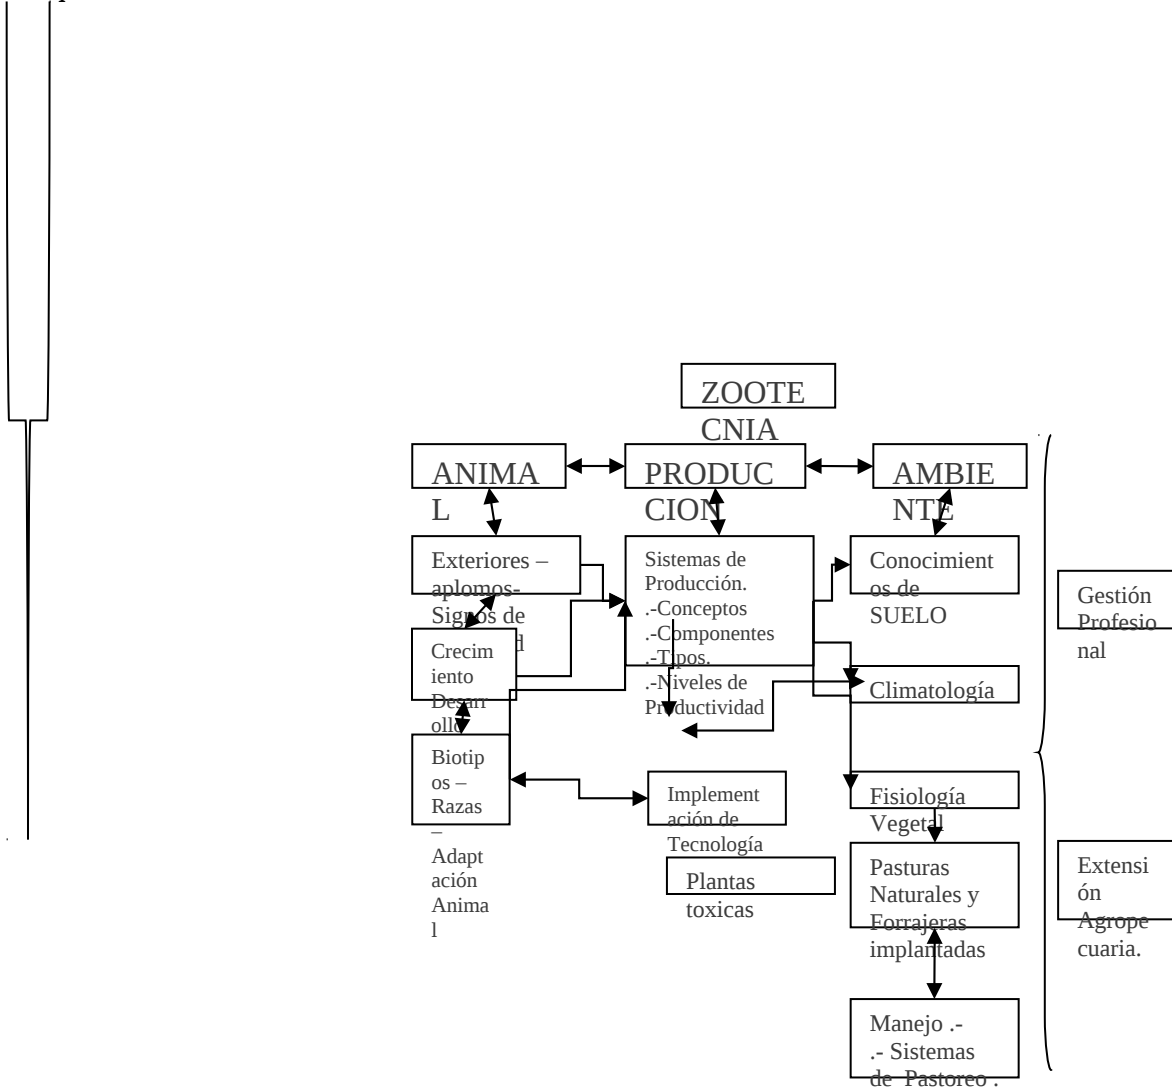 ZOOTE
CNIA
ANIMA
L
PRODUC
CION
AMBIE
NTE
Exteriores –
aplomos-
Signos de
Crecim
iento
Desarr
ollo
Biotip
os –
Razas
–
Adapt
ación
Anima
l
Sistemas de
Producción.
.-Conceptos
.-Componentes
.-Tipos.
.-Niveles de
Productividad
Implement
ación de
Tecnología
Plantas
toxicas
Conocimient
os de
SUELO
Climatología
Fisiología
Vegetal
Pasturas
Naturales y
Forrajeras
implantadas
Manejo .-
.- Sistemas
de Pastoreo .
Gestión
Profesio
nal
Extensi
ón
Agrope
cuaria.